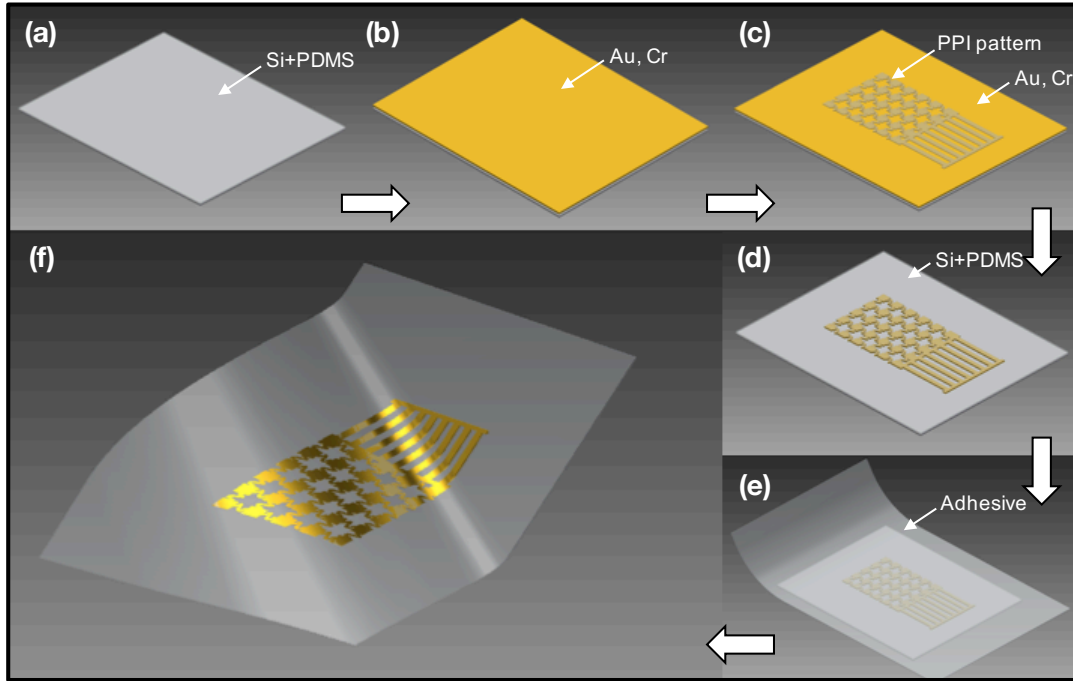 (a)
Si+PDMS
(b)
Au, Cr
(c)
PPI pattern
Au, Cr
(f)
(d)
Si+PDMS
(e)
Adhesive